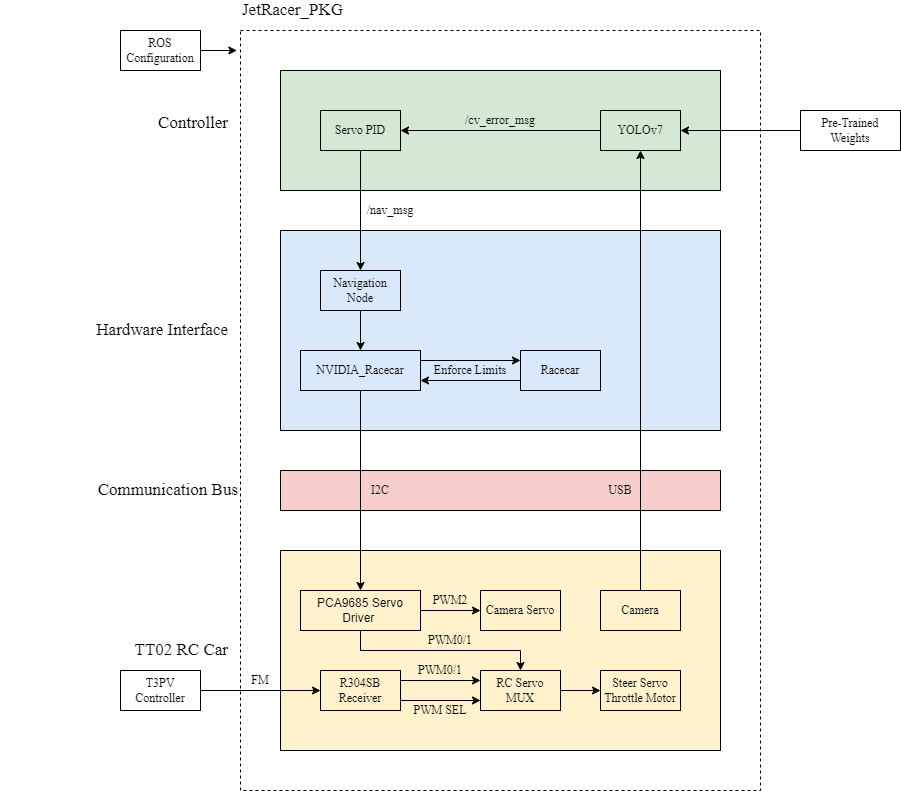 JetRacer_PKG
ROS
Configuration
Controller
Servo PID
/cv_error_msg
YOLOv7
Pre-Trained
Weights
/nav_msg
Navigation
Node
Hardware Interface
NVIDIA_Racecar
Enforce Limits
Racecar
Communication Bus
I2C
USB
PCA9685 Servo
Driver
PWM2
Camera Servo
Camera
PWM0/1
TT02 RC Car
T3PV
Controller
FM
R304SB
Receiver
PWM0/1
PWM SEL
RC Servo
MUX
Steer Servo
Throttle Motor